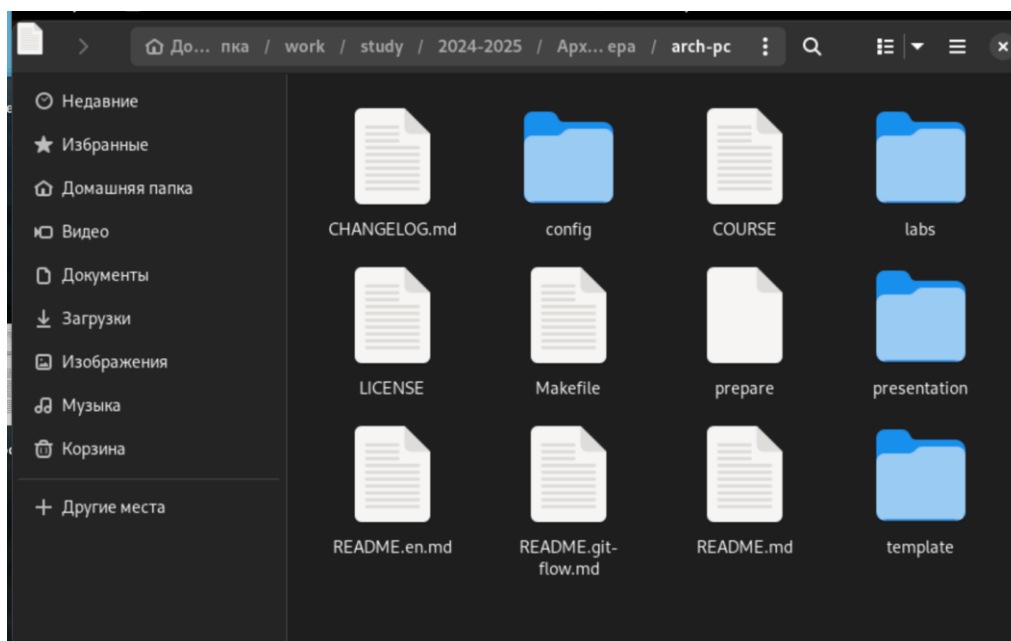 До... пка / work / study / 2024-2025 / Арх... ера / arch-pc
Недавние
Избранные
Домашняя папка
Видео
Документы
Загрузки
Изображения
Музыка
Корзина
Другие места
CHANGELOG.md
config
COURSE
labs
LICENSE
Makefile
prepare
presentation
README.en.md
README.git-
flow.md
README.md
template